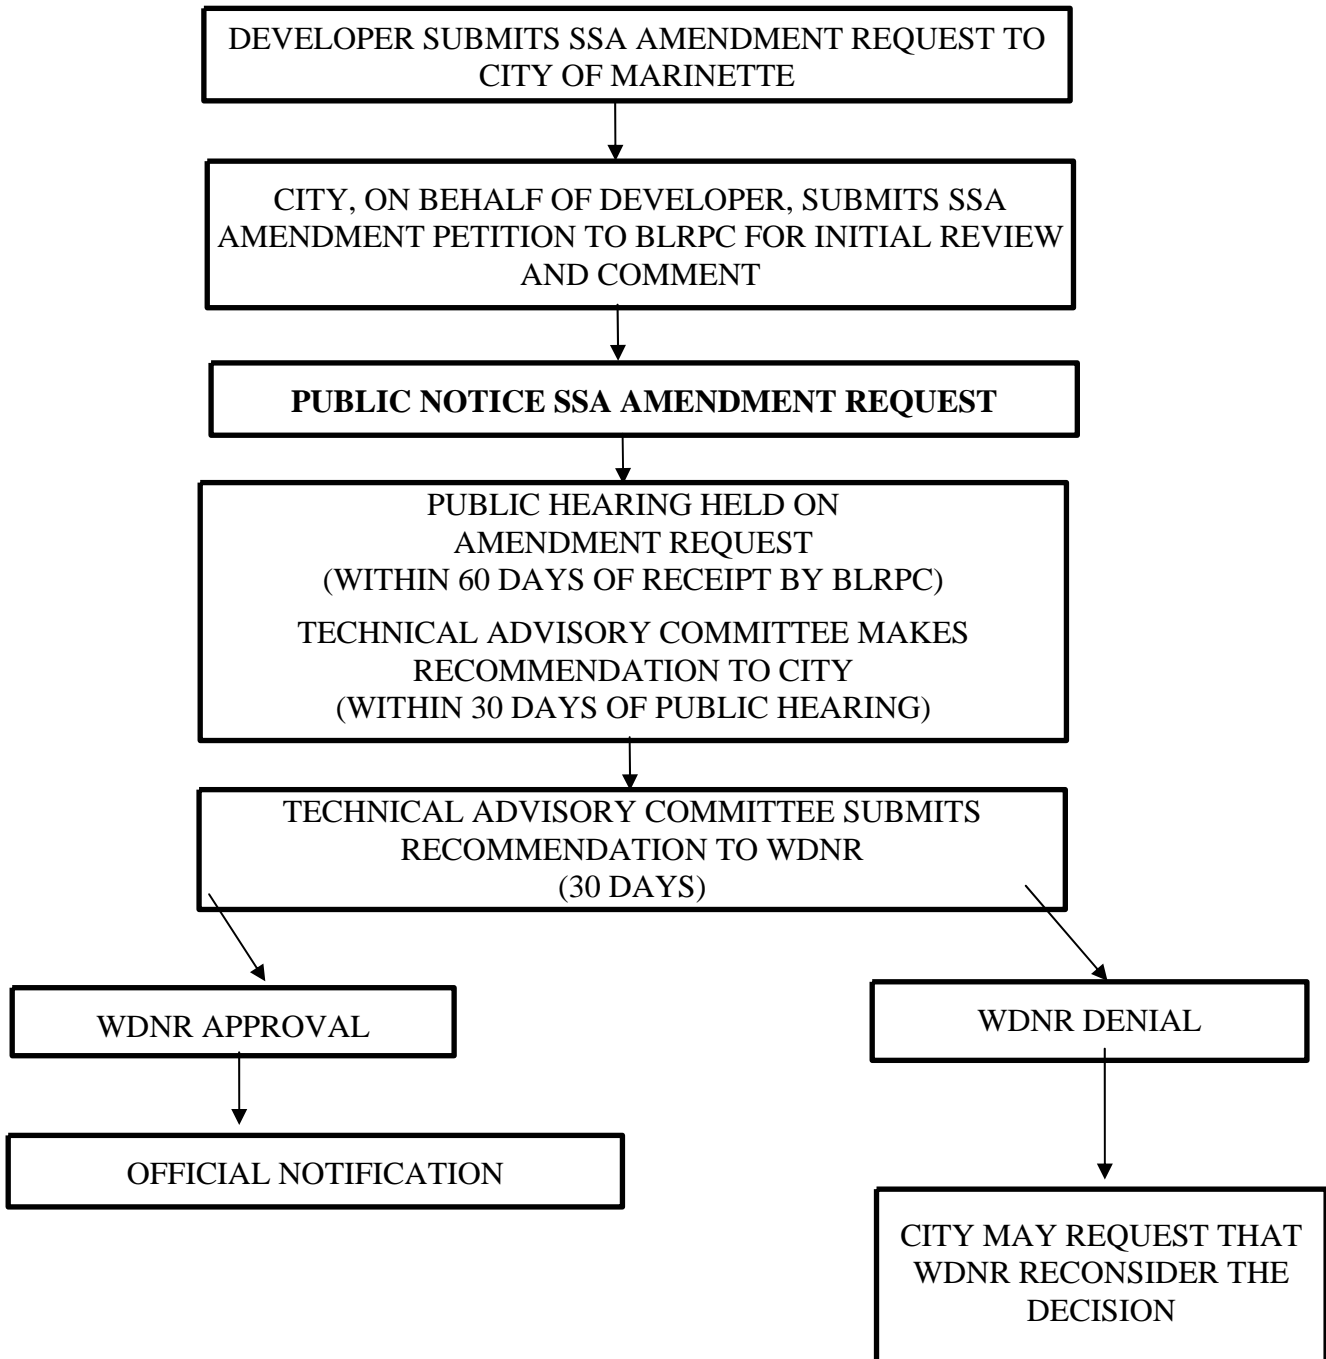 DEVELOPER SUBMITS SSA AMENDMENT REQUEST TO
CITY OF MARINETTE
CITY, ON BEHALF OF DEVELOPER, SUBMITS SSA
AMENDMENT PETITION TO BLRPC FOR INITIAL REVIEW
AND COMMENT
PUBLIC NOTICE SSA AMENDMENT REQUEST
PUBLIC HEARING HELD ON
AMENDMENT REQUEST
(WITHIN 60 DAYS OF RECEIPT BY BLRPC)
TECHNICAL ADVISORY COMMITTEE MAKES
RECOMMENDATION TO CITY
(WITHIN 30 DAYS OF PUBLIC HEARING)
TECHNICAL ADVISORY COMMITTEE SUBMITS
RECOMMENDATION TO WDNR
(30 DAYS)
WDNR APPROVAL
WDNR DENIAL
OFFICIAL NOTIFICATION
CITY MAY REQUEST THAT
WDNR RECONSIDER THE
DECISION